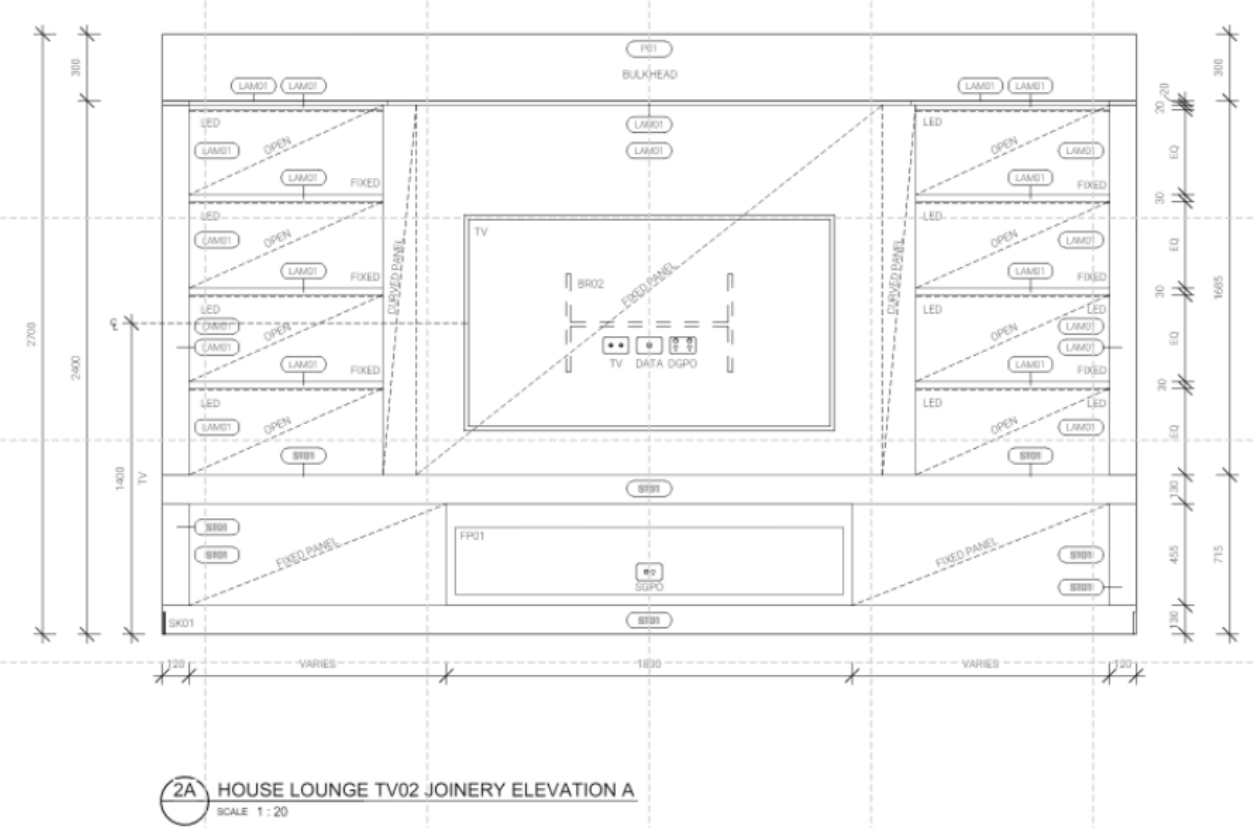 P01
BULKHEAD
300
300
LAM01 LAM01
LAM01 LAM01
20
20
LED
OPEN
LAM01
LAM01
FIXED
LAM01
LAM01
LED
OPEN
LAM01
LAM01
FIXED
EQ
30
LED
OPEN
LAM01
LAM01
FIXED
CURVED PANEL
TV
BR02
FIXED PANEL
TV DATA DGPO
CURVED PANEL
LED
OPEN
LAM01
LAM01
FIXED
EQ
30
1685
2700
2400
LED
LAM01
LAM01
OPEN
LAM01
FIXED
LED
LED
LAM01
LAM01
OPEN
LAM01
FIXED
EQ
30
LED
OPEN
LAM01
ST01
LED
LED
OPEN
LAM01
ST01
EQ
1400
TV
ST01
130
ST01
ST01
FIXED PANEL
FP01
SGPO
FIXED PANEL
ST01
ST01
455
715
SK01
ST01
130
120 VARIES 1830 VARIES 120
2A HOUSE LOUNGE TV02 JOINERY ELEVATION A
SCALE 1 : 20